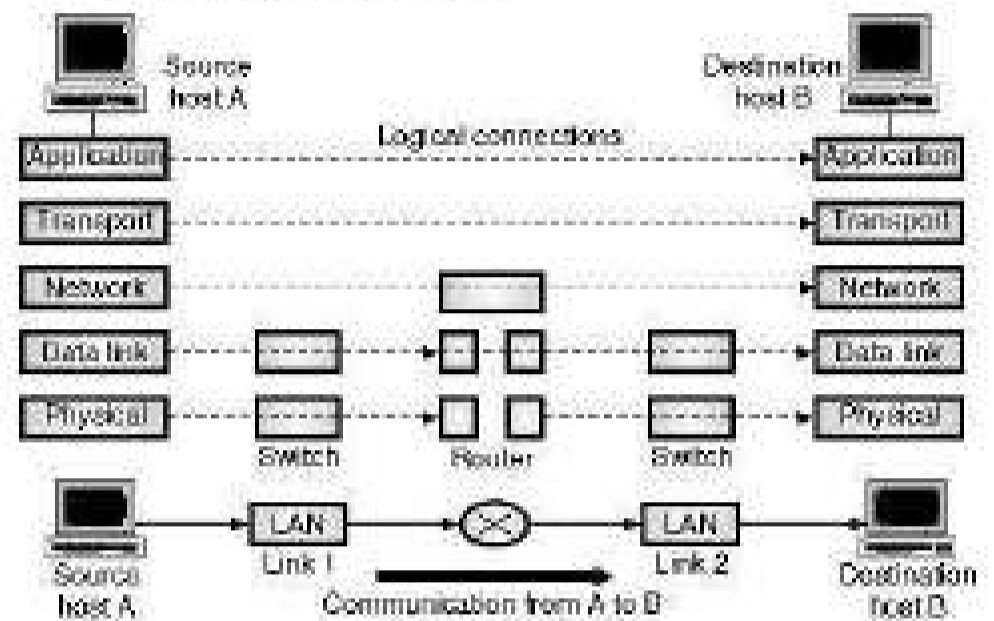 Source
host A
Destination
host B
Logical connections
Application
Application
Transport
Transport
Network
Network
Data link
Data link
Physical
Physical
Switch
Router
Switch
LAN
LAN
Link 1
Link 2
Source
host A
Communication from A to B
Destination
host B